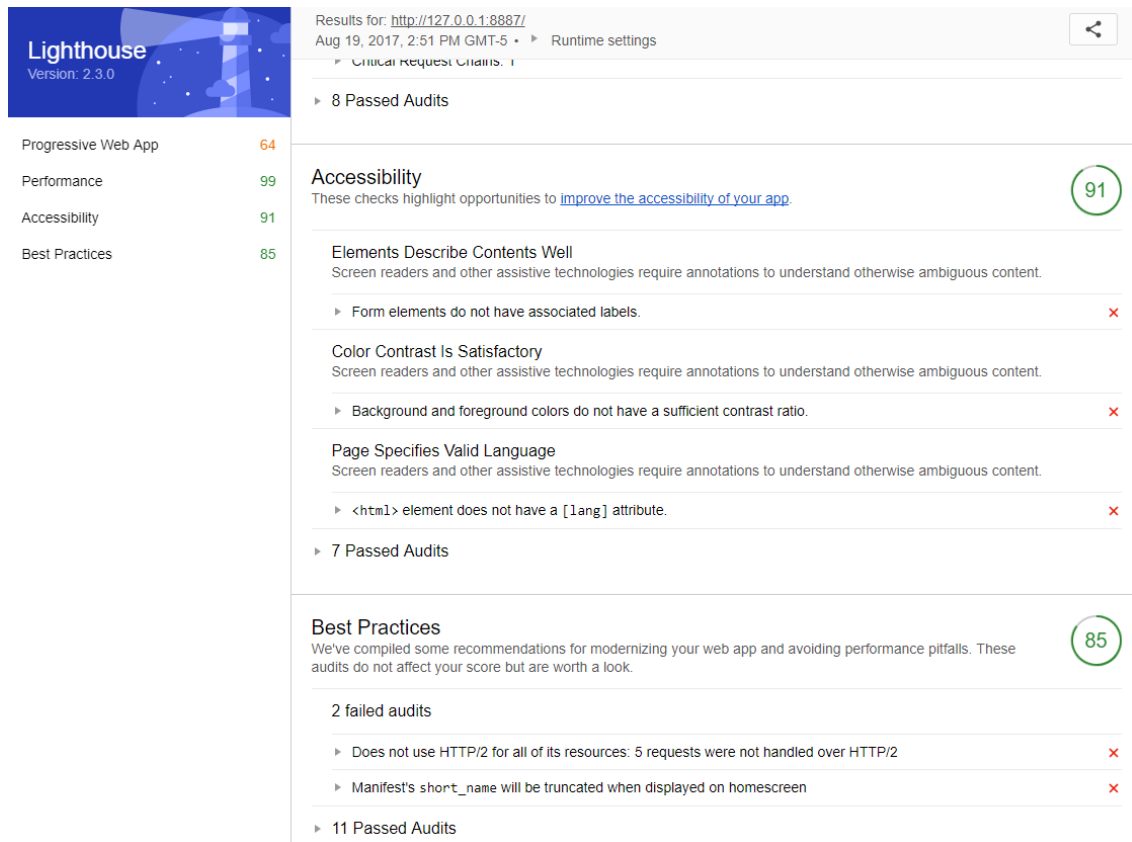 Lighthouse
Version: 2.3.0
Progressive Web App 64
Performance 99
Accessibility 91
Best Practices 85
Results for: http://127.0.0.1:8887/
Aug 19, 2017, 2:51 PM GMT-5 • Runtime settings
Critical Request Chains: 1
8 Passed Audits
Accessibility
These checks highlight opportunities to improve the accessibility of your app.
91
Elements Describe Contents Well
Screen readers and other assistive technologies require annotations to understand otherwise ambiguous content.
Form elements do not have associated labels.
Color Contrast Is Satisfactory
Screen readers and other assistive technologies require annotations to understand otherwise ambiguous content.
Background and foreground colors do not have a sufficient contrast ratio.
Page Specifies Valid Language
Screen readers and other assistive technologies require annotations to understand otherwise ambiguous content.
<html> element does not have a [lang] attribute.
7 Passed Audits
Best Practices
We've compiled some recommendations for modernizing your web app and avoiding performance pitfalls. These
audits do not affect your score but are worth a look.
85
2 failed audits
Does not use HTTP/2 for all of its resources: 5 requests were not handled over HTTP/2
Manifest's short_name will be truncated when displayed on homescreen
11 Passed Audits